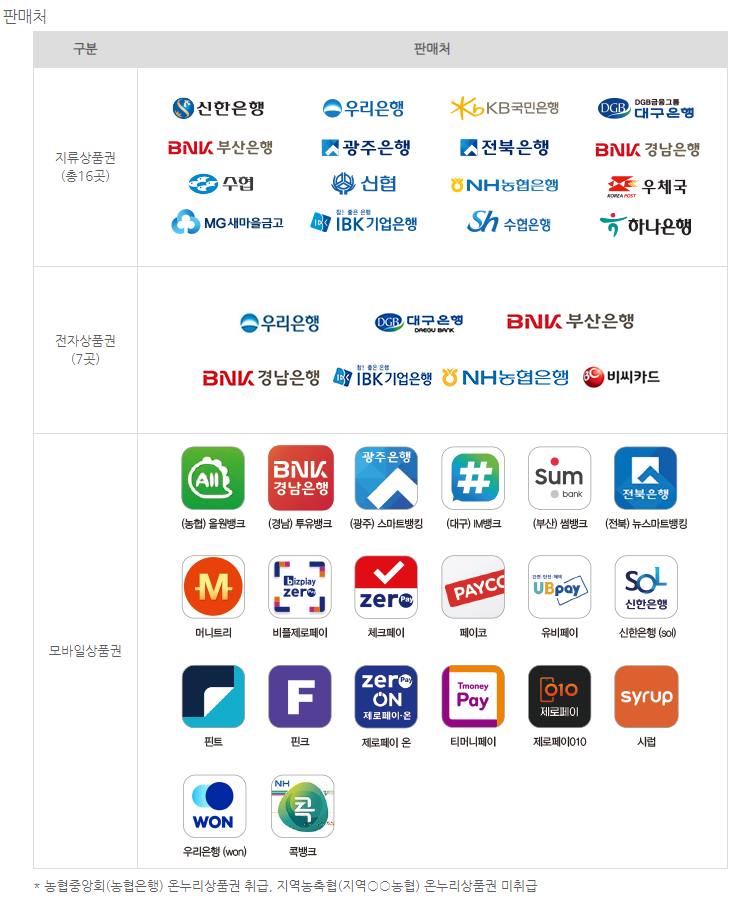 판매처
구분 판매처
지류상품권
(총16곳)
신한은행 우리은행 KB국민은행 DGB DGB금융그룹 대구은행
BNK 부산은행 광주은행 전북은행 BNK 경남은행
수협 신협 NH농협은행 KOREA POST 우체국
MG새마을금고 참! 좋은 은행 IBK기업은행 Sh수협은행 하나은행
전자상품권
(7곳)
우리은행 DGB 대구은행 DAEGU BANK BNK 부산은행
BNK 경남은행 참! 좋은 은행 IBK기업은행 NH농협은행 BC 비씨카드
모바일상품권
All BNK 경남은행 광주은행 # Sum bank 전북은행
(농협) 올원뱅크 (경남) 투유뱅크 (광주) 스마트뱅킹 (대구) IM뱅크 (부산) 썸뱅크 (전북) 뉴스마트뱅킹
M bizplay zero Pay zero Pay PAYCO UBpay SOL 신한은행
머니트리 비플제로페이 체크페이 페이코 유비페이 신한은행 (sol)
F zero Pay ON 제로페이·온 Tmoney Pay 010 제로페이 syrup
핀트 핀크 제로페이 온 티머니페이 제로페이010 시럽
WON NH 콕
우리은행 (won) 콕뱅크
* 농협중앙회(농협은행) 온누리상품권 취급, 지역농축협(지역○○농협) 온누리상품권 미취급